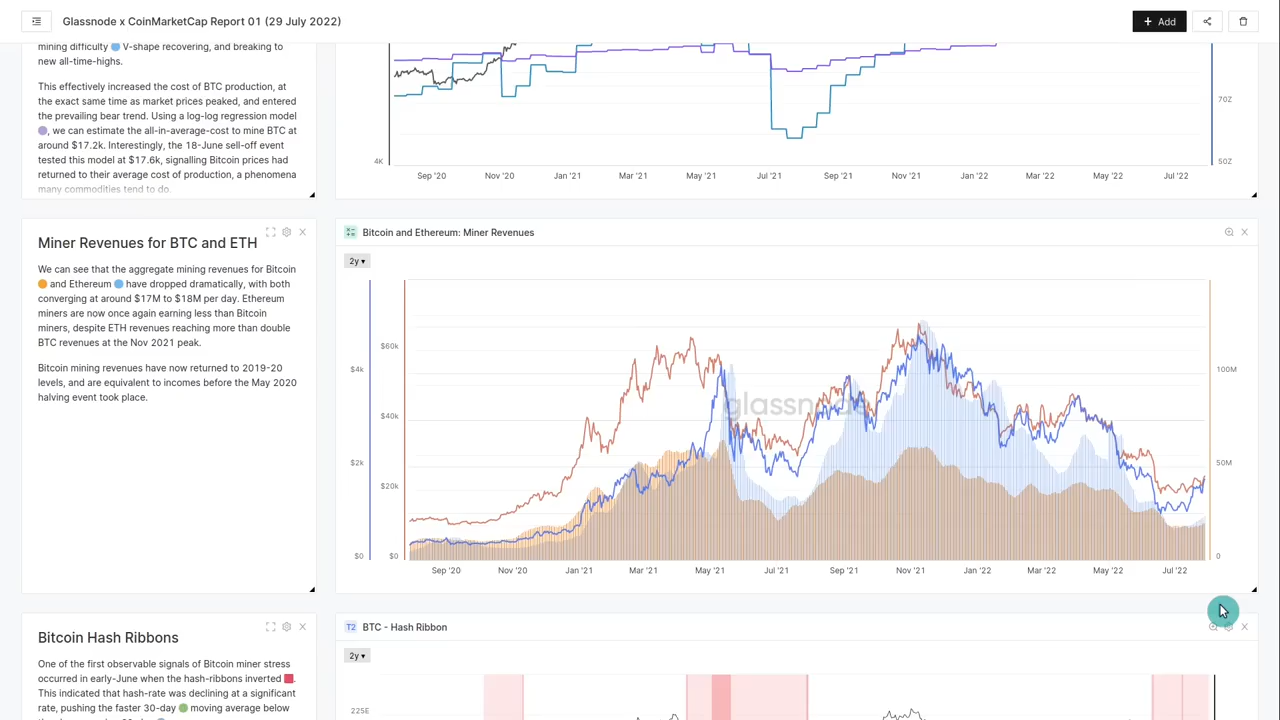 Glassnode x CoinMarketCap Report 01 (29 July 2022)
+ Add
mining difficulty V-shape recovering, and breaking to
new all-time-highs.
This effectively increased the cost of BTC production, at
the exact same time as market prices peaked, and entered
the prevailing bear trend. Using a log-log regression model
, we can estimate the all-in-average-cost to mine BTC at
around $17.2k. Interestingly, the 18-June sell-off event
tested this model at $17.6k, signalling Bitcoin prices had
returned to their average cost of production, a phenomena
many commodities tend to do.
4K
70Z
50Z
Sep '20 Nov '20 Jan '21 Mar '21 May '21 Jul '21 Sep '21 Nov '21 Jan '22 Mar '22 May '22 Jul '22
Miner Revenues for BTC and ETH
We can see that the aggregate mining revenues for Bitcoin
and Ethereum have dropped dramatically, with both
converging at around $17M to $18M per day. Ethereum
miners are now once again earning less than Bitcoin
miners, despite ETH revenues reaching more than double
BTC revenues at the Nov 2021 peak.
Bitcoin mining revenues have now returned to 2019-20
levels, and are equivalent to incomes before the May 2020
halving event took place.
Bitcoin and Ethereum: Miner Revenues
2y ▾
$4k
$2k
$0
$60k
$40k
$20k
$0
100M
50M
0
glassnode
Sep '20 Nov '20 Jan '21 Mar '21 May '21 Jul '21 Sep '21 Nov '21 Jan '22 Mar '22 May '22 Jul '22
Bitcoin Hash Ribbons
One of the first observable signals of Bitcoin miner stress
occurred in early-June when the hash-ribbons inverted .
This indicated that hash-rate was declining at a significant
rate, pushing the faster 30-day moving average below
T2 BTC - Hash Ribbon
2y ▾
225E